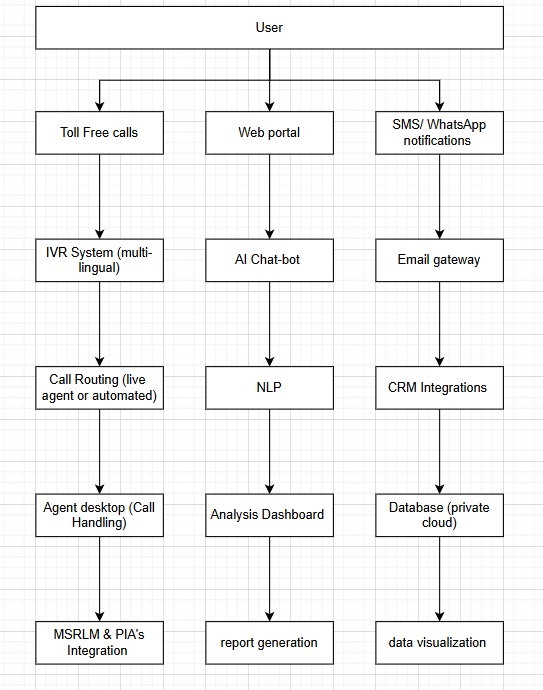 User
Toll Free calls
Web portal
SMS/ WhatsApp
notifications
IVR System (multi-
lingual)
AI Chat-bot
Email gateway
Call Routing (live
agent or automated)
NLP
CRM Integrations
Agent desktop (Call
Handling)
Analysis Dashboard
Database (private
cloud)
MSRLM & PIA's
Integration
report generation
data visualization